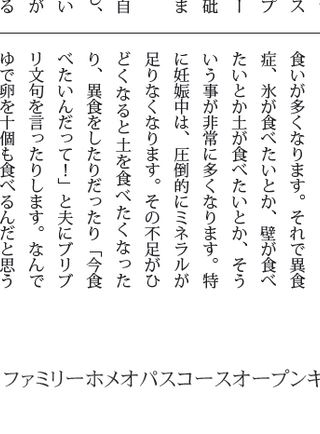 ス
プ
ー
砒
ま
自
も、
い
が
る
食いが多くなります。それで異食
症、氷が食べたいとか、壁が食べ
たいとか土が食べたいとか、そう
いう事が非常に多くなります。特
に妊娠中は、圧倒的にミネラルが
足りなくなります。その不足がひ
どくなると土を食べたくなった
り、異食をしたりだったり「今食
べたいんだって！」と夫にブリブ
リ文句を言ったりします。なんで
ゆで卵を十個も食べるんだと思う
ファミリーホメオパスコースオープンキ